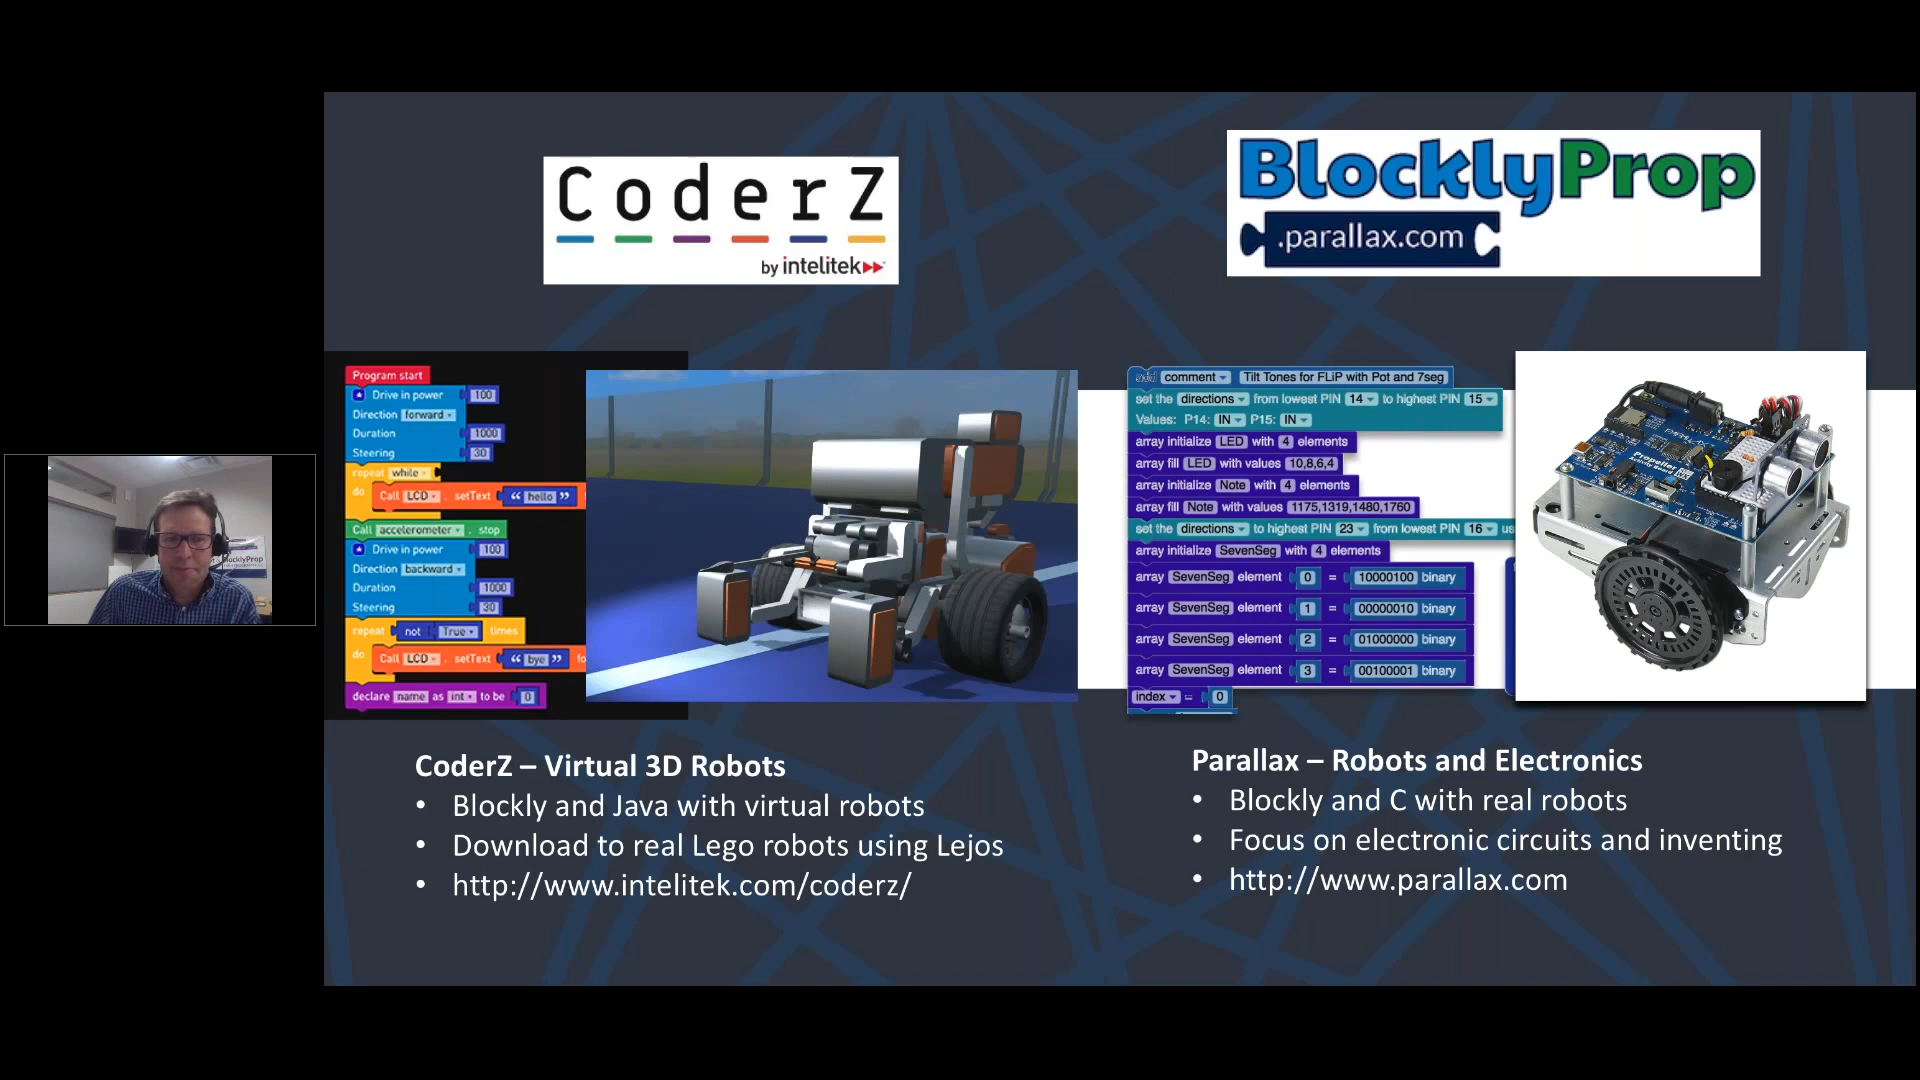 CoderZ
by intelitek
BlocklyProp
.parallax.com
Program start
Drive in power 100
Direction forward
Duration 1000
Steering 30
repeat while
do Call LCD . setText “ hello ”
Call accelerometer . stop
Drive in power 100
Direction backward
Duration 1000
Steering 30
repeat not True times
do Call LCD . setText “ bye ” fo
declare name as int to be 0
comment Tilt Tones for FLiP with Pot and 7seg
set the directions from lowest PIN 14 to highest PIN 15
Values: P14: IN P15: IN
array initialize LED with 4 elements
array fill LED with values 10,8,6,4
array initialize Note with 4 elements
array fill Note with values 1175,1319,1480,1760
set the directions to highest PIN 23 from lowest PIN 16 us
array initialize SevenSeg with 4 elements
array SevenSeg element 0 = 10000100 binary
array SevenSeg element 1 = 00000010 binary
array SevenSeg element 2 = 01000000 binary
array SevenSeg element 3 = 00100001 binary
index = 0
Propeller
Activity Board
BlocklyProp
CoderZ – Virtual 3D Robots
• Blockly and Java with virtual robots
• Download to real Lego robots using Lejos
• http://www.intelitek.com/coderz/
Parallax – Robots and Electronics
• Blockly and C with real robots
• Focus on electronic circuits and inventing
• http://www.parallax.com